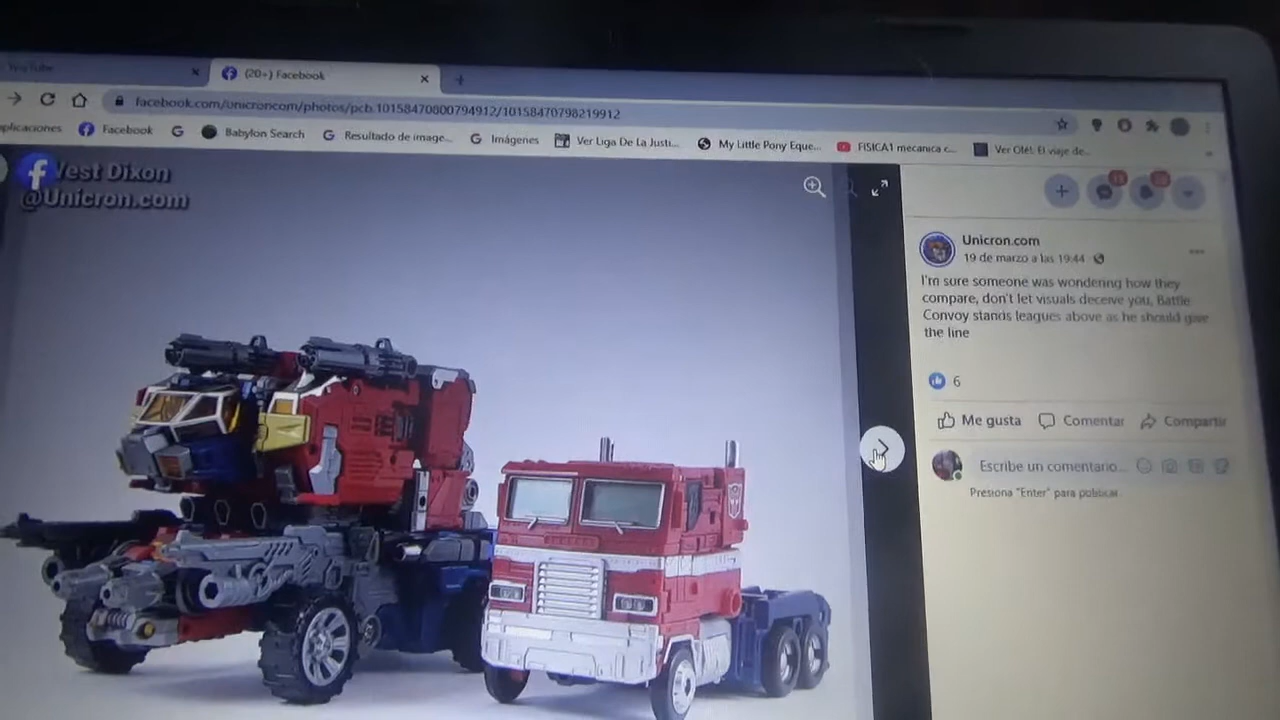 YouTube
(20+) Facebook
facebook.com/unicroncom/photos/pcb.10158470800794912/10158470798219912
plicaciones
Facebook
Babylon Search
Resultado de image...
Imágenes
Ver Liga De La Justi...
My Little Pony Eque...
FISICA1 mecanica c...
Ver Olé!: El viaje de...
West Dixon
@Unicron.com
Unicron.com
19 de marzo a las 19:44
I'm sure someone was wondering how they
compare, don't let visuals deceive you, Battle
Convoy stands leagues above as he should give
the line
6
Me gusta
Comentar
Compartir
Escribe un comentario...
Presiona "Enter" para publicar.